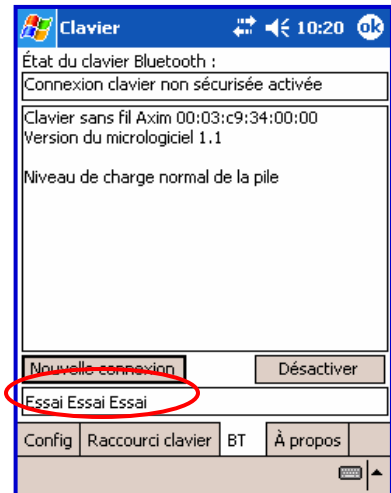 Clavier 10:20 ok
État du clavier Bluetooth :
Connexion clavier non sécurisée activée
Clavier sans fil Axim 00:03:c9:34:00:00
Version du micrologiciel 1.1
Niveau de charge normal de la pile
Nouvelle connexion Désactiver
Essai Essai Essai
Config Raccourci clavier BT À propos